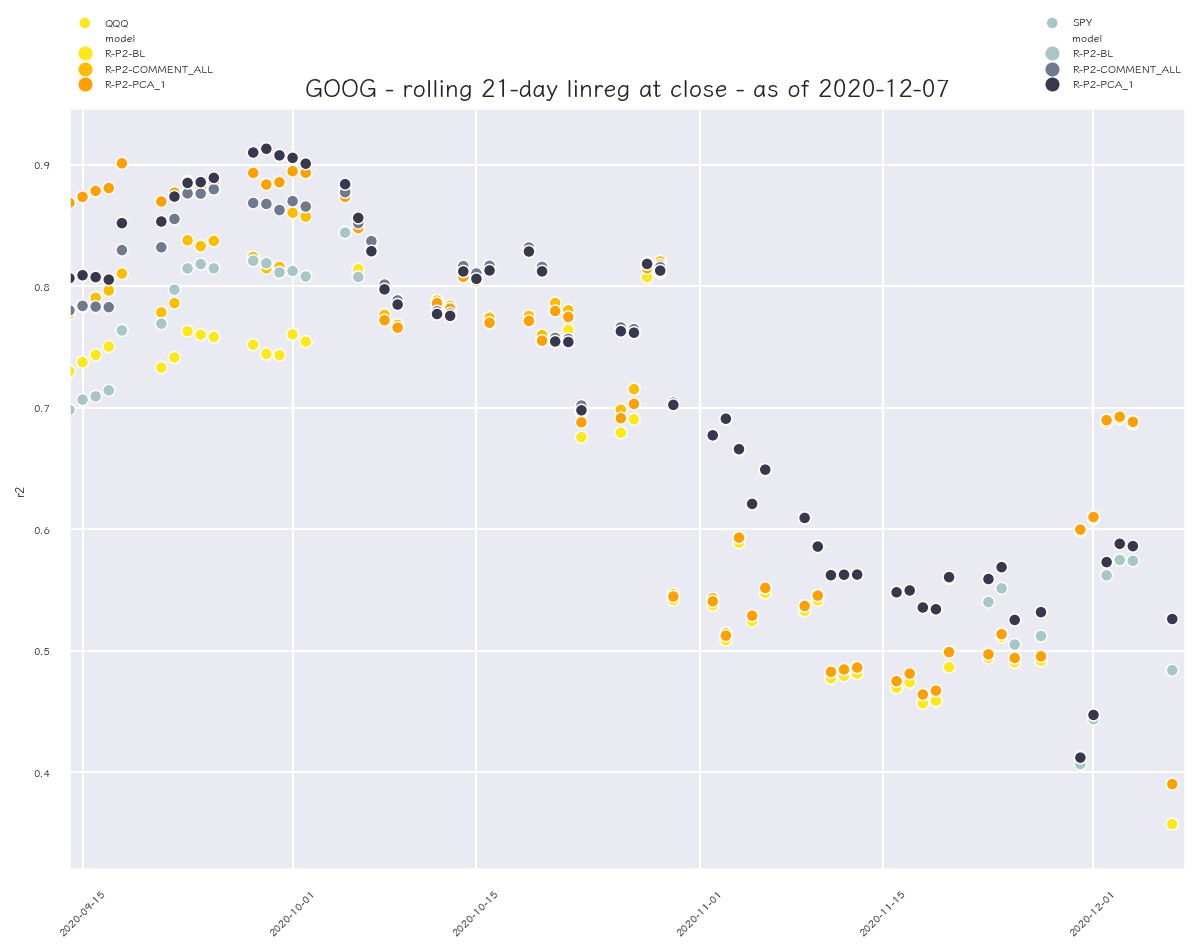 QQQ
model
R-P2-BL
R-P2-COMMENT_ALL
R-P2-PCA_1
SPY
model
R-P2-BL
R-P2-COMMENT_ALL
R-P2-PCA_1
GOOG - rolling 21-day linreg at close - as of 2020-12-07
0.9
0.8
0.7
0.6
0.5
0.4
r2
2020-09-15
2020-10-01
2020-10-15
2020-11-01
2020-11-15
2020-12-01